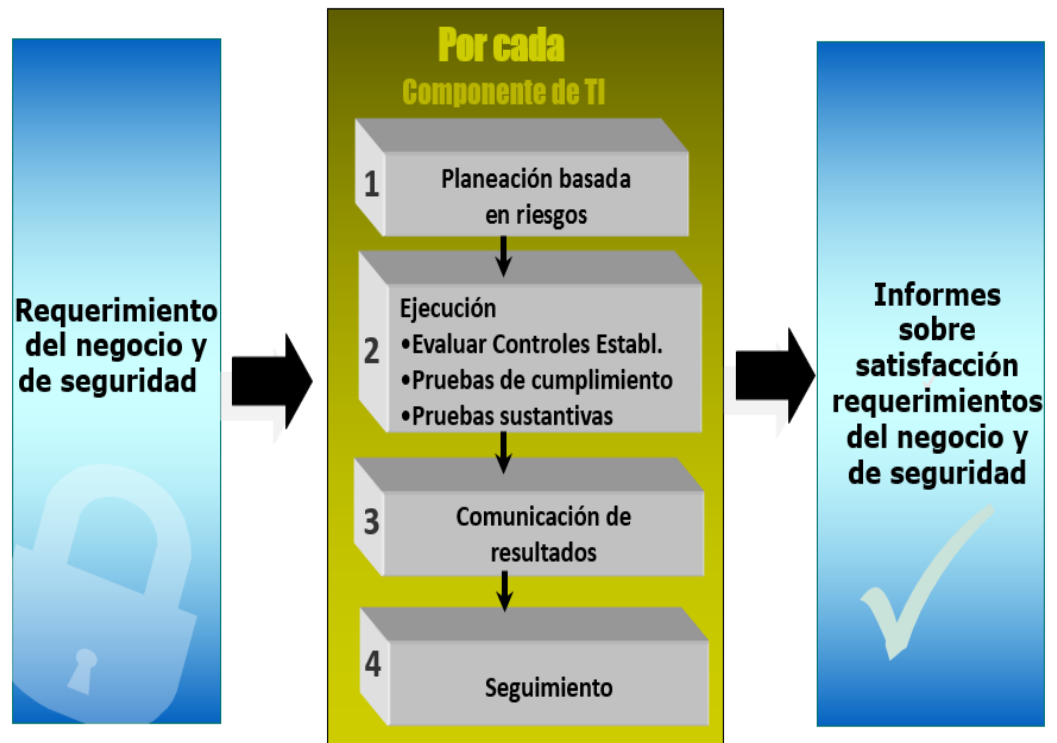 Por cada
Componente de TI
Requerimiento
del negocio y
de seguridad
1
Planeación basada
en riesgos
2
Ejecución
•Evaluar Controles Establ.
•Pruebas de cumplimiento
•Pruebas sustantivas
3
Comunicación de
resultados
4
Seguimiento
Informes
sobre
satisfacción
requerimientos
del negocio y
de seguridad